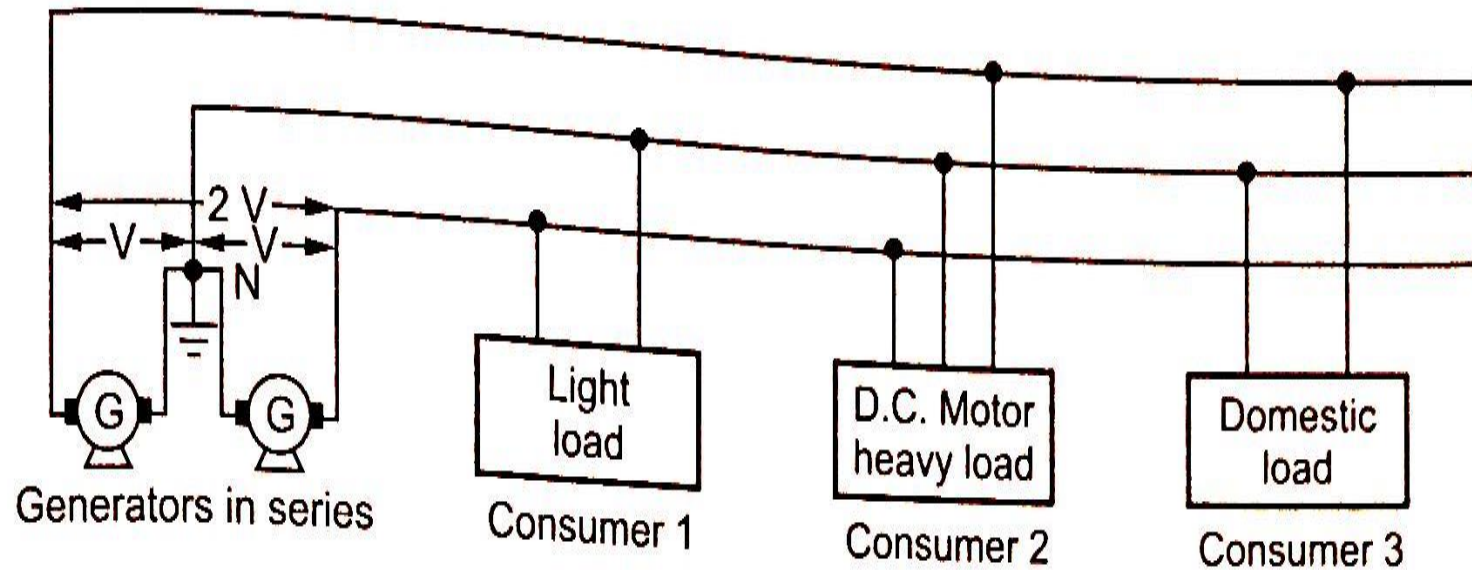 2 V
V V
N
G G
Generators in series
Light
load
Consumer 1
D.C. Motor
heavy load
Consumer 2
Domestic
load
Consumer 3